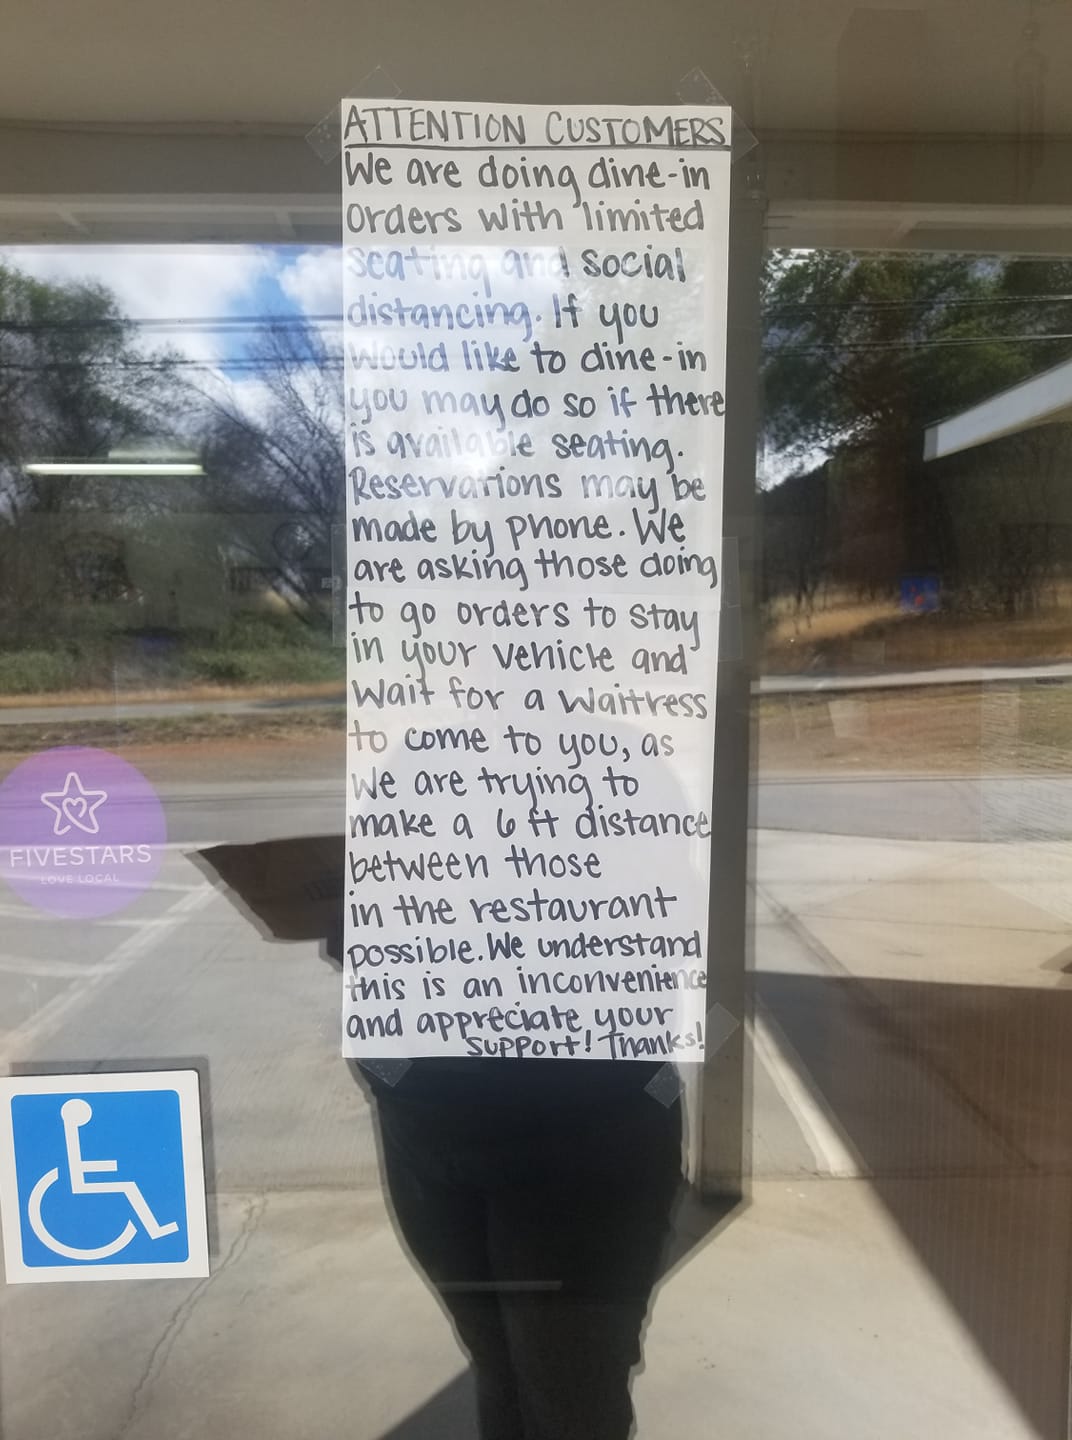 ATTENTION CUSTOMERS
We are doing dine-in
orders with limited
seating and social
distancing. If you
would like to dine-in
you may do so if there
is available seating.
Reservations may be
made by phone. We
are asking those doing
to go orders to stay
in your vehicle and
wait for a waitress
to come to you, as
we are trying to
make a 6 ft distance
between those
in the restaurant
possible. We understand
this is an inconvenience
and appreciate your
support! Thanks!
FIVESTARS
LOVE LOCAL